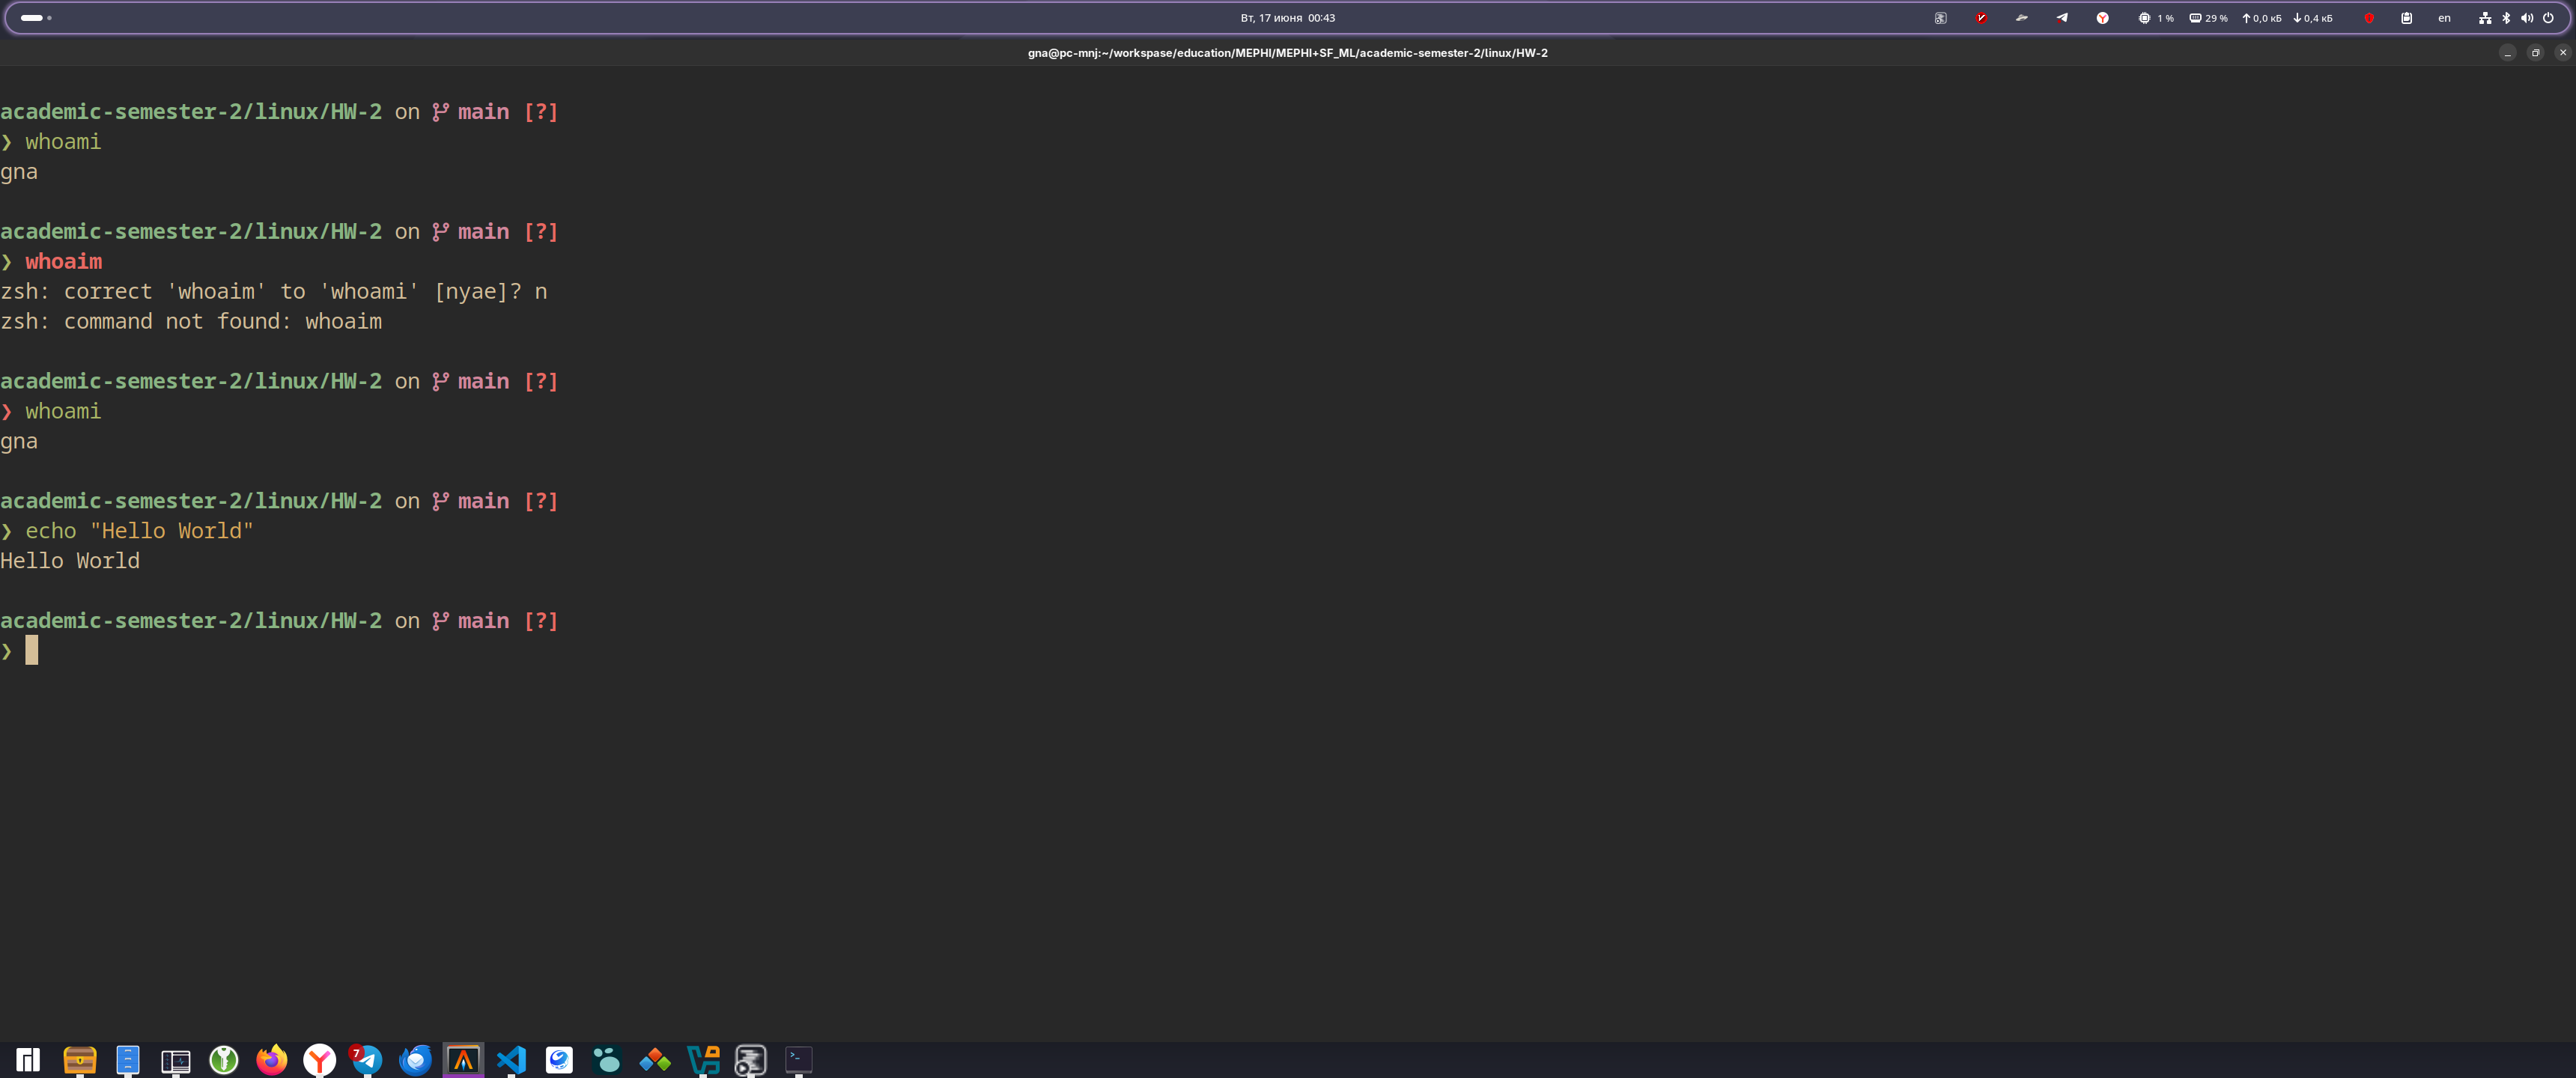 Вт, 17 июня 00:43
1 % 29 % 0,0 кБ 0,4 кБ en
gna@pc-mnj:~/workspase/education/MEPHI/MEPHI+SF_ML/academic-semester-2/linux/HW-2
academic-semester-2/linux/HW-2 on main [?]
❯ whoami
gna
academic-semester-2/linux/HW-2 on main [?]
❯ whoaim
zsh: correct 'whoaim' to 'whoami' [nyae]? n
zsh: command not found: whoaim
academic-semester-2/linux/HW-2 on main [?]
❯ whoami
gna
academic-semester-2/linux/HW-2 on main [?]
❯ echo "Hello World"
Hello World
academic-semester-2/linux/HW-2 on main [?]
❯
7